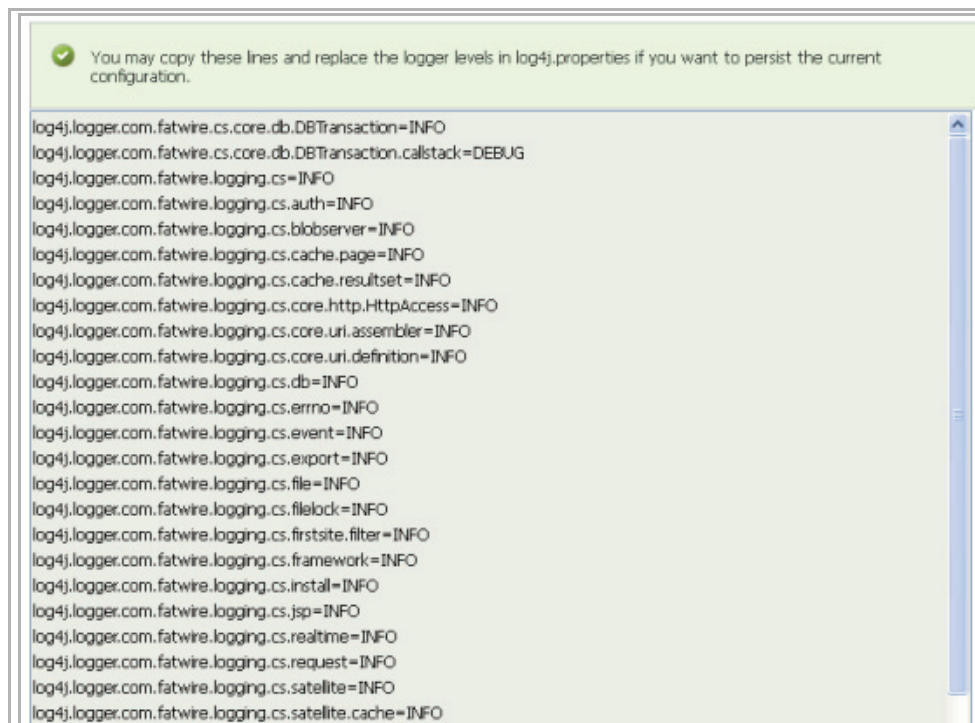 You may copy these lines and replace the logger levels in log4j.properties if you want to persist the current
configuration.
log4j.logger.com.fatwire.cs.core.db.DBTransaction=INFO
log4j.logger.com.fatwire.cs.core.db.DBTransaction.callstack=DEBUG
log4j.logger.com.fatwire.logging.cs=INFO
log4j.logger.com.fatwire.logging.cs.auth=INFO
log4j.logger.com.fatwire.logging.cs.blobserver=INFO
log4j.logger.com.fatwire.logging.cs.cache.page=INFO
log4j.logger.com.fatwire.logging.cs.cache.resultset=INFO
log4j.logger.com.fatwire.logging.cs.core.http.HttpAccess=INFO
log4j.logger.com.fatwire.logging.cs.core.uri.assembler=INFO
log4j.logger.com.fatwire.logging.cs.core.uri.definition=INFO
log4j.logger.com.fatwire.logging.cs.db=INFO
log4j.logger.com.fatwire.logging.cs.errno=INFO
log4j.logger.com.fatwire.logging.cs.event=INFO
log4j.logger.com.fatwire.logging.cs.export=INFO
log4j.logger.com.fatwire.logging.cs.file=INFO
log4j.logger.com.fatwire.logging.cs.filelock=INFO
log4j.logger.com.fatwire.logging.cs.firstsite.filter=INFO
log4j.logger.com.fatwire.logging.cs.framework=INFO
log4j.logger.com.fatwire.logging.cs.install=INFO
log4j.logger.com.fatwire.logging.cs.jsp=INFO
log4j.logger.com.fatwire.logging.cs.realtime=INFO
log4j.logger.com.fatwire.logging.cs.request=INFO
log4j.logger.com.fatwire.logging.cs.satellite=INFO
log4j.logger.com.fatwire.logging.cs.satellite.cache=INFO